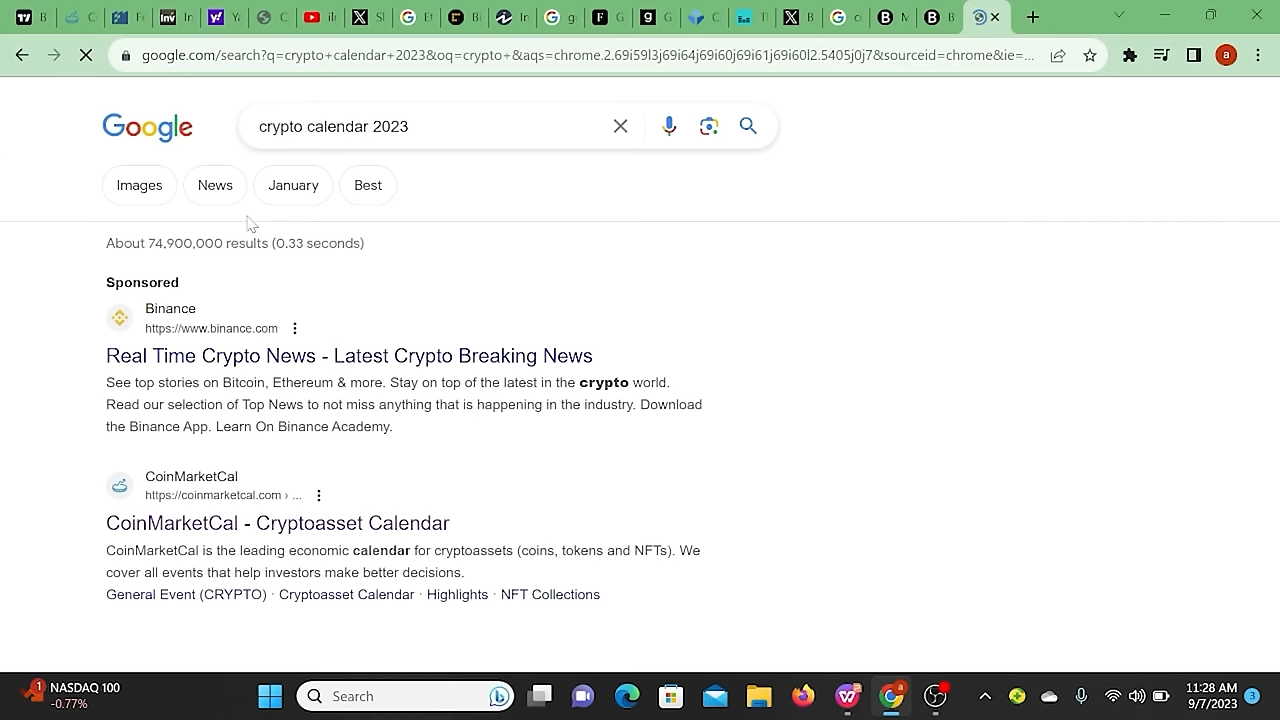 B
C
F
In
Y
C
ili
S
E
Bi
In
g
G
g
C
T
B
c
M
B
google.com/search?q=crypto+calendar+2023&oq=crypto+&aqs=chrome.2.69i59l3j69i64j69i60j69i61j69i60l2.5405j0j7&sourceid=chrome&ie=...
a
Google
crypto calendar 2023
Images
News
January
Best
About 74,900,000 results (0.33 seconds)
Sponsored
Binance
https://www.binance.com
Real Time Crypto News - Latest Crypto Breaking News
See top stories on Bitcoin, Ethereum & more. Stay on top of the latest in the crypto world.
Read our selection of Top News to not miss anything that is happening in the industry. Download
the Binance App. Learn On Binance Academy.
CoinMarketCal
https://coinmarketcal.com › ...
CoinMarketCal - Cryptoasset Calendar
CoinMarketCal is the leading economic calendar for cryptoassets (coins, tokens and NFTs). We
cover all events that help investors make better decisions.
General Event (CRYPTO) · Cryptoasset Calendar · Highlights · NFT Collections
1
NASDAQ 100
-0.77%
Search
11:28 AM
9/7/2023
3